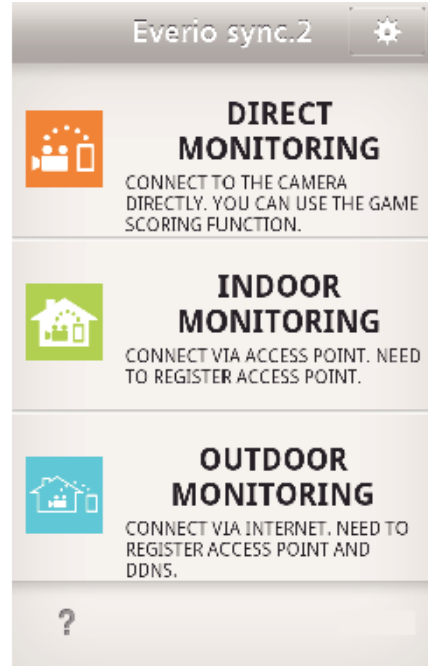 Everio sync.2
DIRECT
MONITORING
CONNECT TO THE CAMERA
DIRECTLY. YOU CAN USE THE GAME
SCORING FUNCTION.
INDOOR
MONITORING
CONNECT VIA ACCESS POINT. NEED
TO REGISTER ACCESS POINT.
OUTDOOR
MONITORING
CONNECT VIA INTERNET. NEED TO
REGISTER ACCESS POINT AND
DDNS.
?